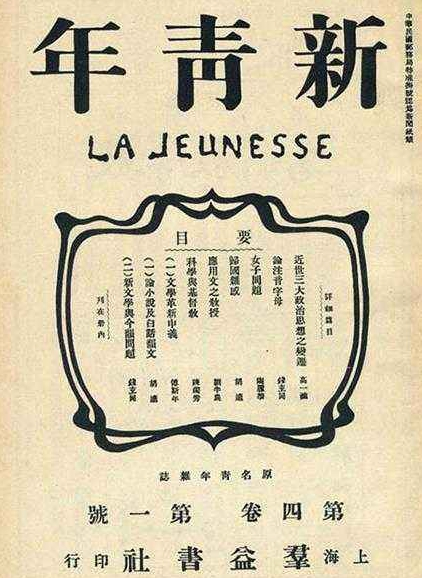 中華民國郵務局特准掛號認爲新聞紙類
新青年
LA JEUNESSE
要目
詳細篇目
近世三大政治思想之變遷 高一涵
論注音字母 錢玄同
女子問題 陶履恭
歸國雜感 胡適
應用文之教授 劉半農
科學與基督教 陳獨秀
(一)文學革新申義 傅斯年
(一)論小說及白話韻文 胡適
(二)新文學與今韻問題 錢玄同
列在册內
原名青年雜誌
第四卷第一號
上海羣益書社印行